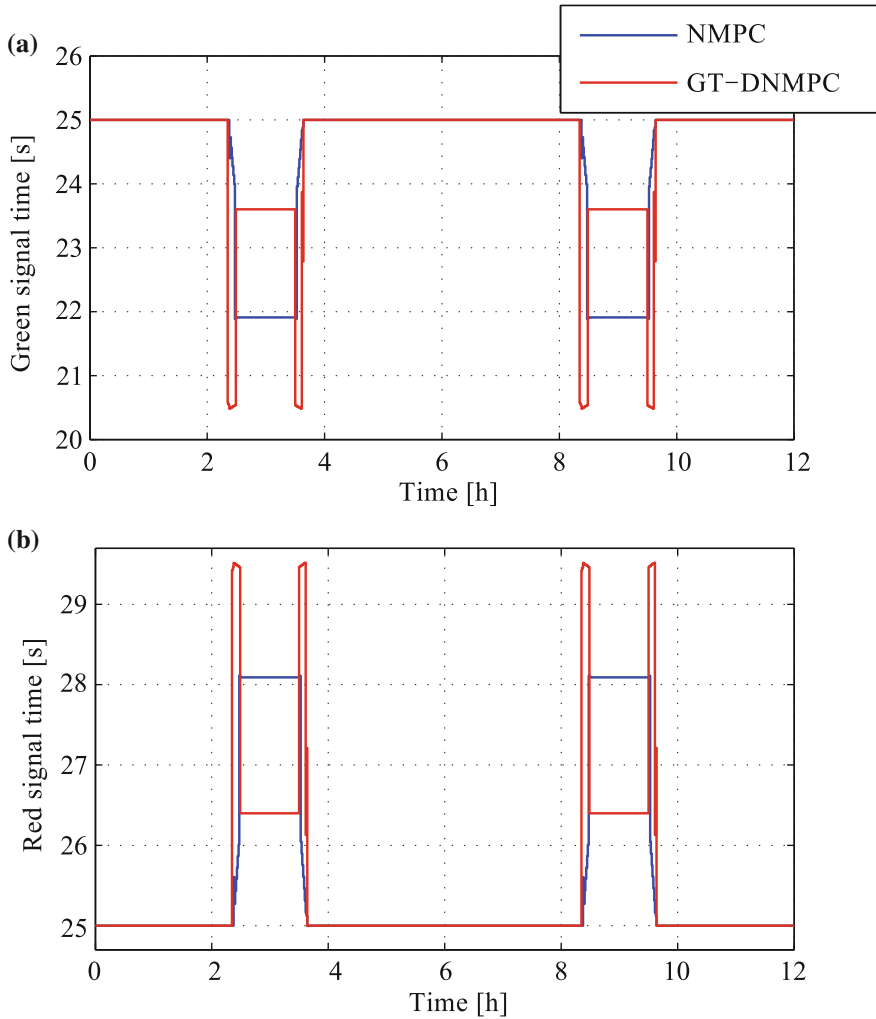 (a)
NMPC
GT-DNMPC
26
25
24
23
22
21
20
Green signal time [s]
0 2 4 6 8 10 12
Time [h]
(b)
29
28
27
26
25
Red signal time [s]
0 2 4 6 8 10 12
Time [h]